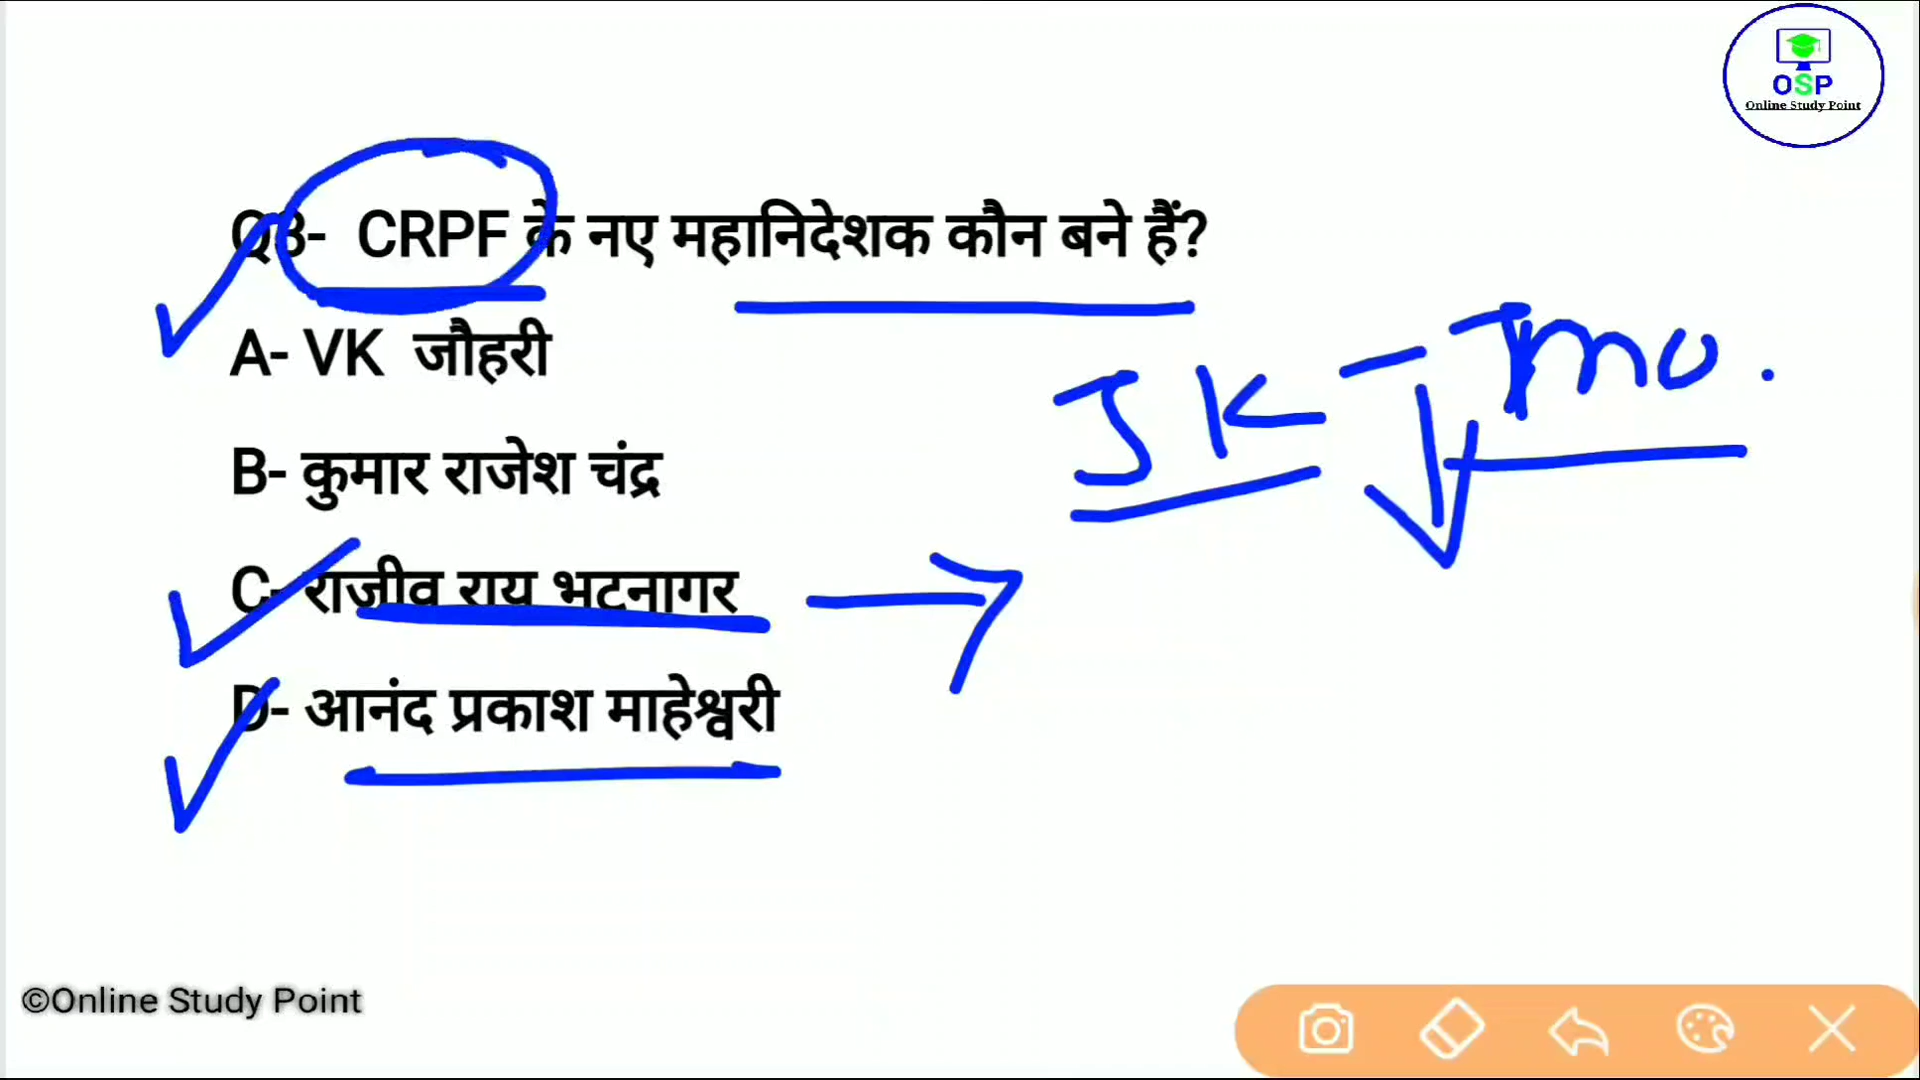 OSP
Online Study Point
Q3- CRPF के नए महानिदेशक कौन बने हैं?
A- VK जौहरी
JK - Imo.
B- कुमार राजेश चंद्र
C- राजीव राय भटनागर
D- आनंद प्रकाश माहेश्वरी
©Online Study Point